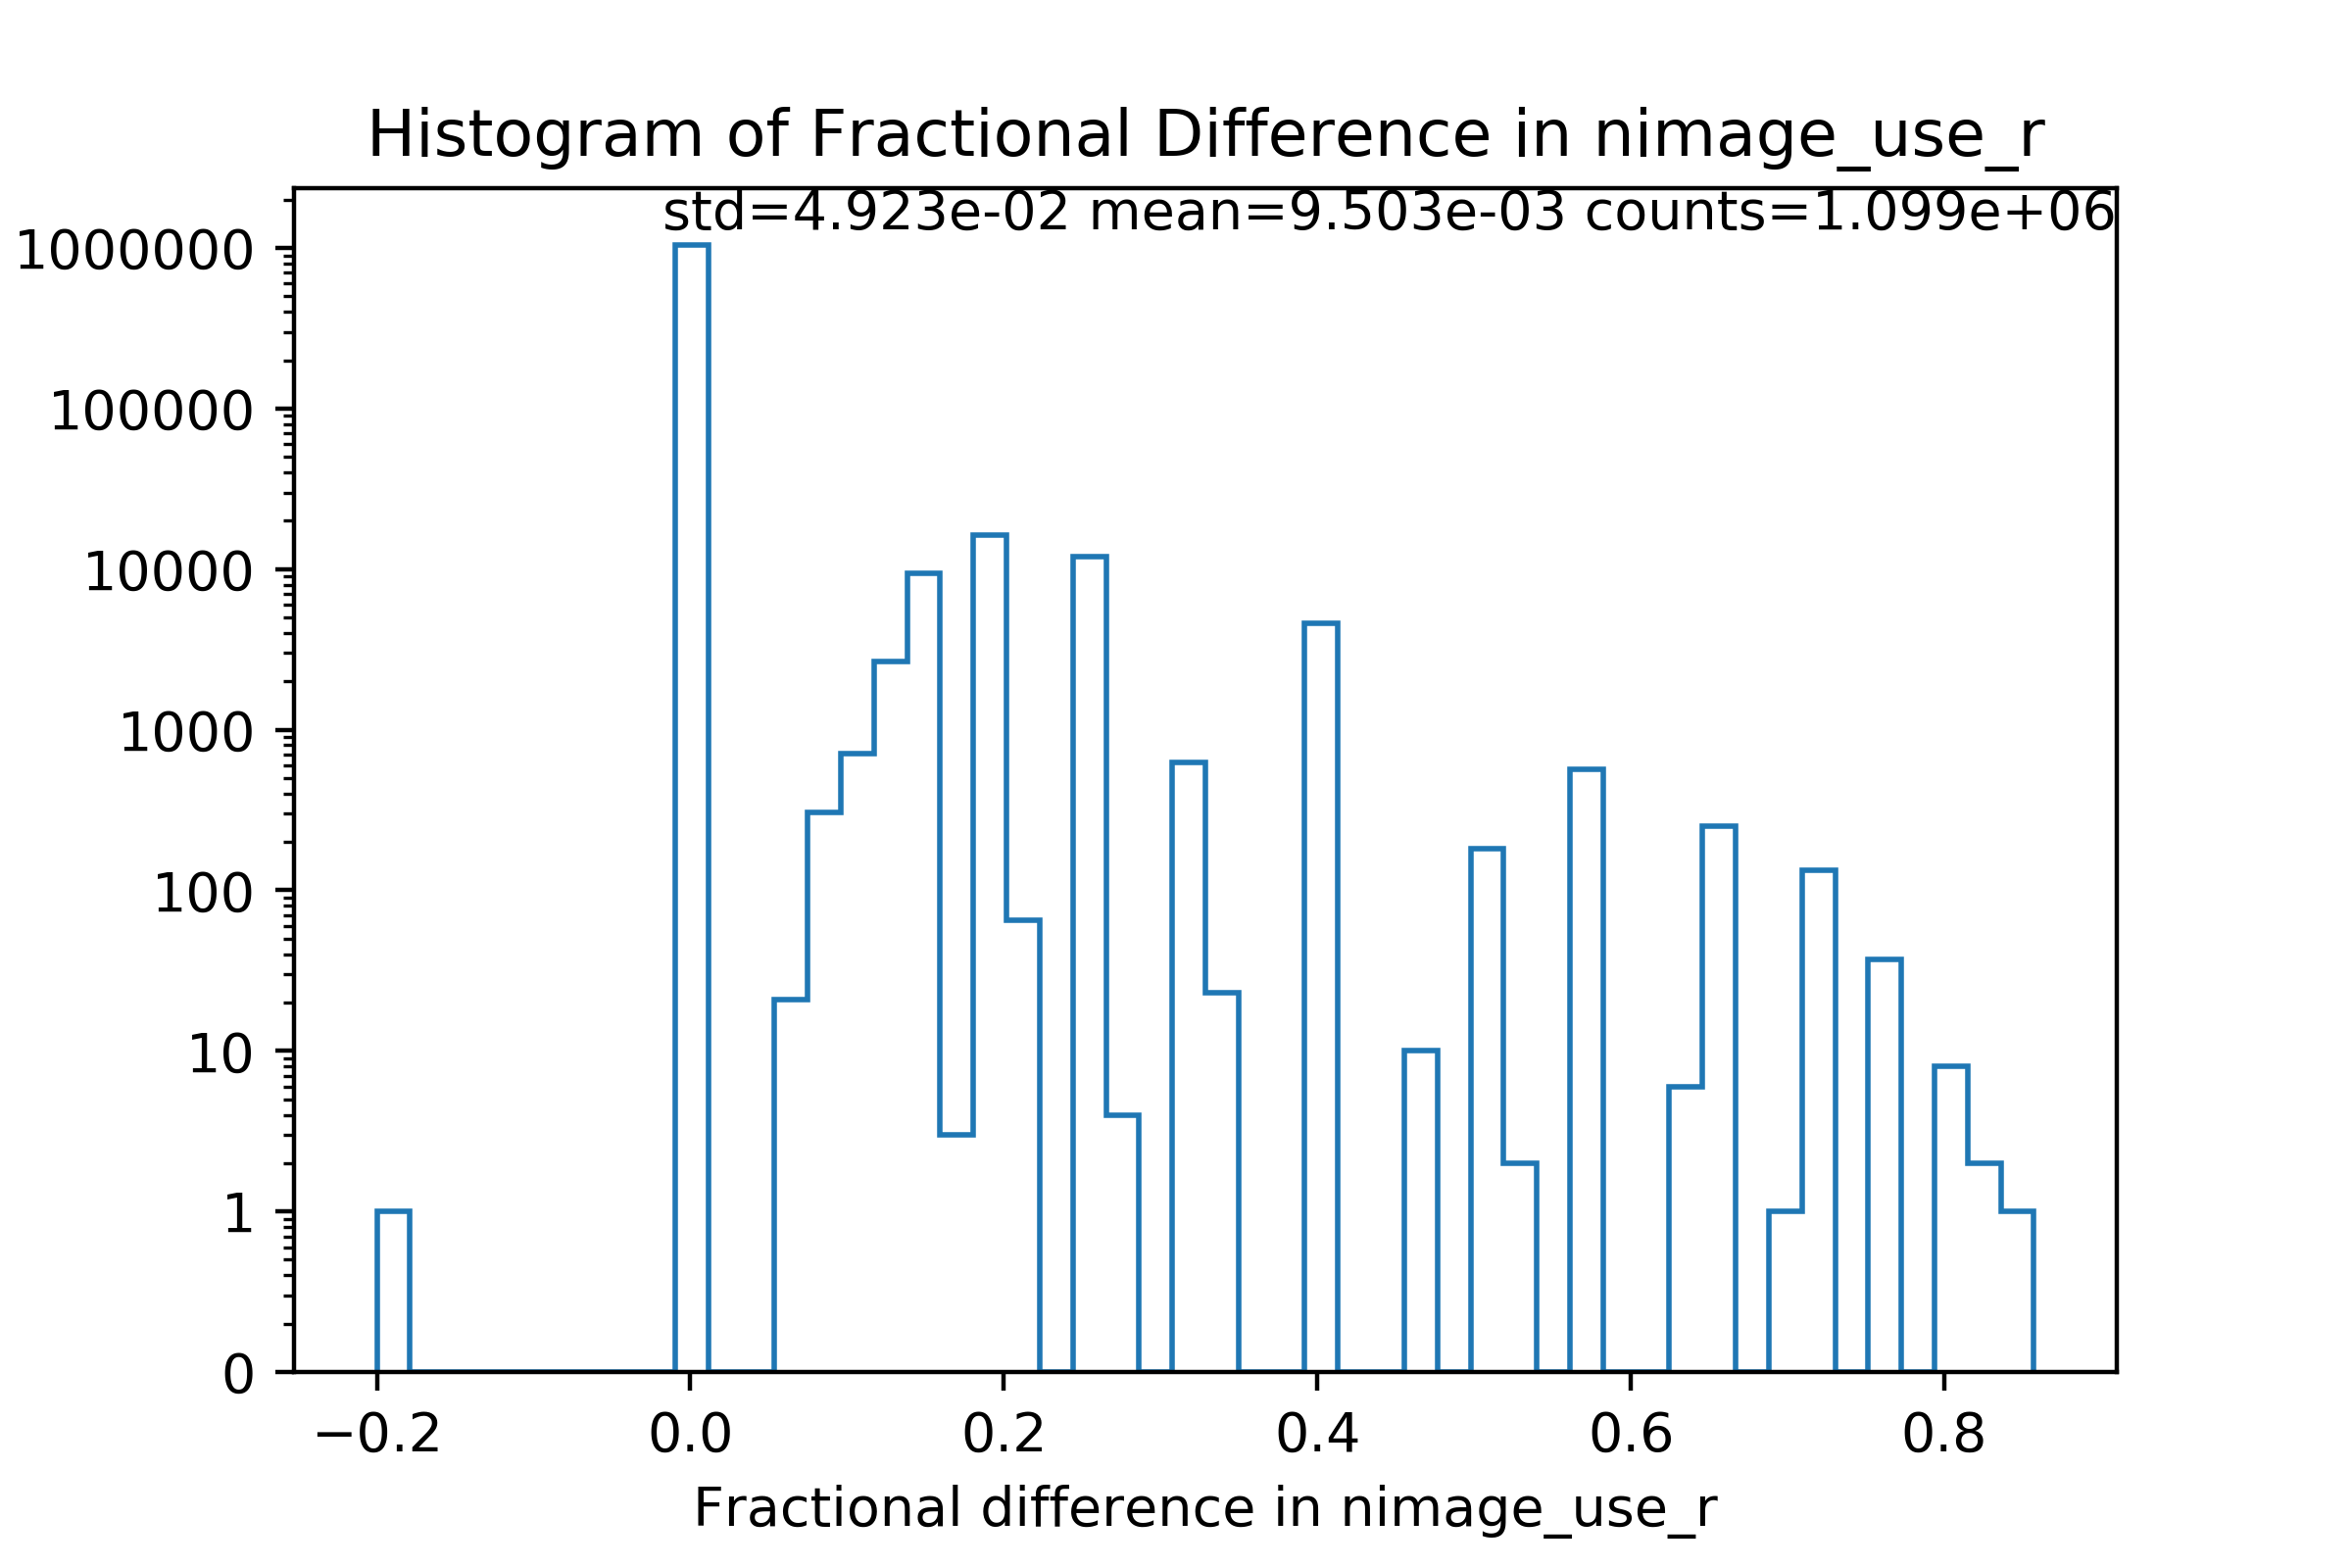 Histogram of Fractional Difference in nimage_use_r
std=4.923e-02 mean=9.503e-03 counts=1.099e+06
1000000
100000
10000
1000
100
10
1
0
−0.2 0.0 0.2 0.4 0.6 0.8
Fractional difference in nimage_use_r